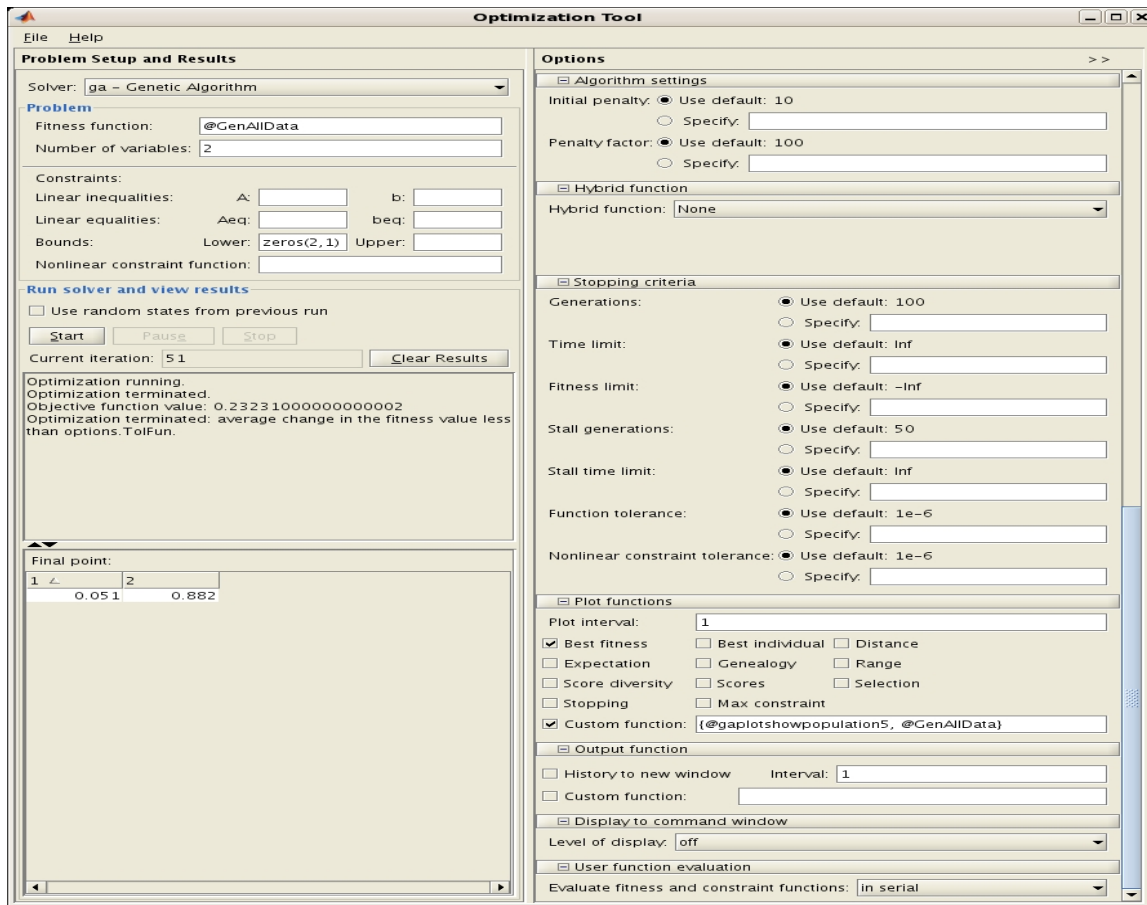 Optimization Tool
File Help
Problem Setup and Results
Solver: ga - Genetic Algorithm
Problem
Fitness function: @GenAllData
Number of variables: 2
Constraints:
Linear inequalities: A: b:
Linear equalities: Aeq: beq:
Bounds: Lower: zeros(2,1) Upper:
Nonlinear constraint function:
Run solver and view results
Use random states from previous run
Start Pause Stop
Current iteration: 51 Clear Results
Optimization running.
Optimization terminated.
Objective function value: 0.23231000000000002
Optimization terminated: average change in the fitness value less
than options.TolFun.
Final point:
1 2
0.051 0.882
Options >>
Algorithm settings
Initial penalty: Use default: 10
Specify:
Penalty factor: Use default: 100
Specify:
Hybrid function
Hybrid function: None
Stopping criteria
Generations: Use default: 100
Specify:
Time limit: Use default: Inf
Specify:
Fitness limit: Use default: -Inf
Specify:
Stall generations: Use default: 50
Specify:
Stall time limit: Use default: Inf
Specify:
Function tolerance: Use default: 1e-6
Specify:
Nonlinear constraint tolerance: Use default: 1e-6
Specify:
Plot functions
Plot interval: 1
Best fitness Best individual Distance
Expectation Genealogy Range
Score diversity Scores Selection
Stopping Max constraint
Custom function: {@gaplotshowpopulation5, @GenAllData}
Output function
History to new window Interval: 1
Custom function:
Display to command window
Level of display: off
User function evaluation
Evaluate fitness and constraint functions: in serial